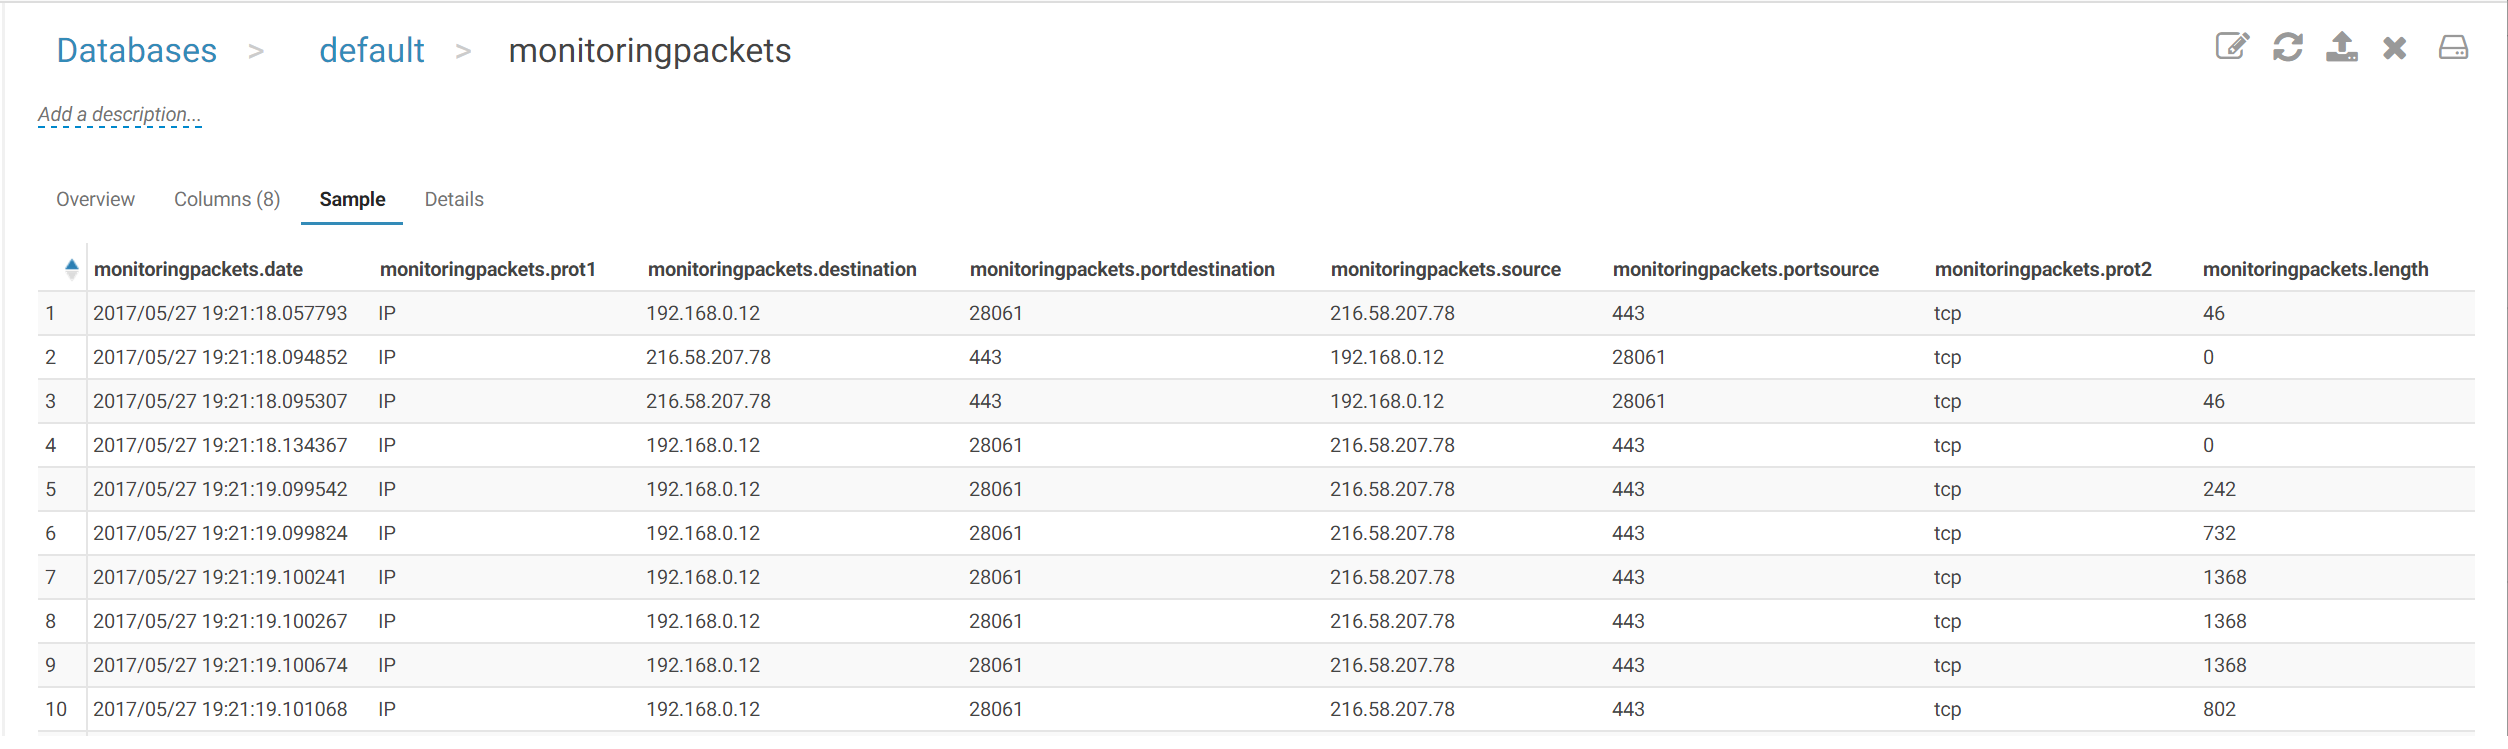 Databases > default > monitoringpackets
Add a description...
Overview Columns (8) Sample Details
monitoringpackets.date monitoringpackets.prot1 monitoringpackets.destination monitoringpackets.portdestination monitoringpackets.source monitoringpackets.portsource monitoringpackets.prot2 monitoringpackets.length
1 2017/05/27 19:21:18.057793 IP 192.168.0.12 28061 216.58.207.78 443 tcp 46
2 2017/05/27 19:21:18.094852 IP 216.58.207.78 443 192.168.0.12 28061 tcp 0
3 2017/05/27 19:21:18.095307 IP 216.58.207.78 443 192.168.0.12 28061 tcp 46
4 2017/05/27 19:21:18.134367 IP 192.168.0.12 28061 216.58.207.78 443 tcp 0
5 2017/05/27 19:21:19.099542 IP 192.168.0.12 28061 216.58.207.78 443 tcp 242
6 2017/05/27 19:21:19.099824 IP 192.168.0.12 28061 216.58.207.78 443 tcp 732
7 2017/05/27 19:21:19.100241 IP 192.168.0.12 28061 216.58.207.78 443 tcp 1368
8 2017/05/27 19:21:19.100267 IP 192.168.0.12 28061 216.58.207.78 443 tcp 1368
9 2017/05/27 19:21:19.100674 IP 192.168.0.12 28061 216.58.207.78 443 tcp 1368
10 2017/05/27 19:21:19.101068 IP 192.168.0.12 28061 216.58.207.78 443 tcp 802